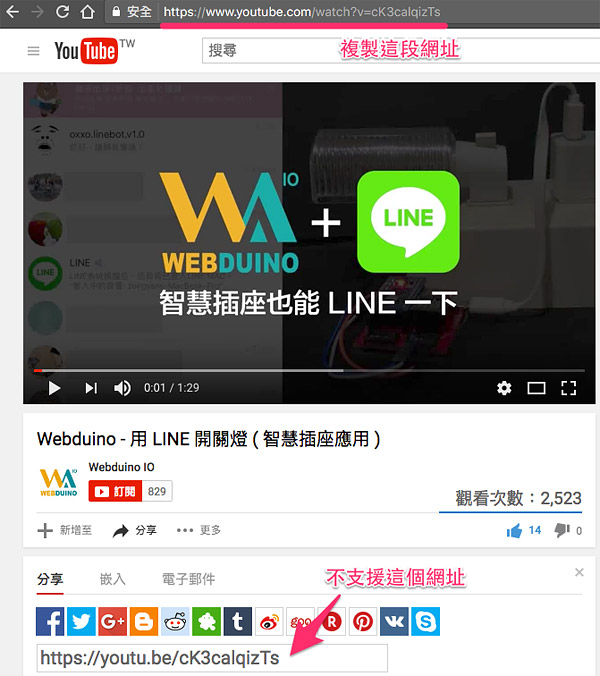 安全
https://www.youtube.com/watch?v=cK3calqizTs
YouTube TW
搜尋
複製這段網址
oxxo.linebot.v1.0
LINE
WA IO + LINE
WEBDUINO
智慧插座也能 LINE 一下
0:01 / 1:29
Webduino - 用 LINE 開關燈 ( 智慧插座應用 )
WA IO
WEBDUINO
Webduino IO
訂閱 829
觀看次數：2,523
新增至 分享 更多 14 0
分享 嵌入 電子郵件
不支援這個網址
goo
https://youtu.be/cK3calqizTs